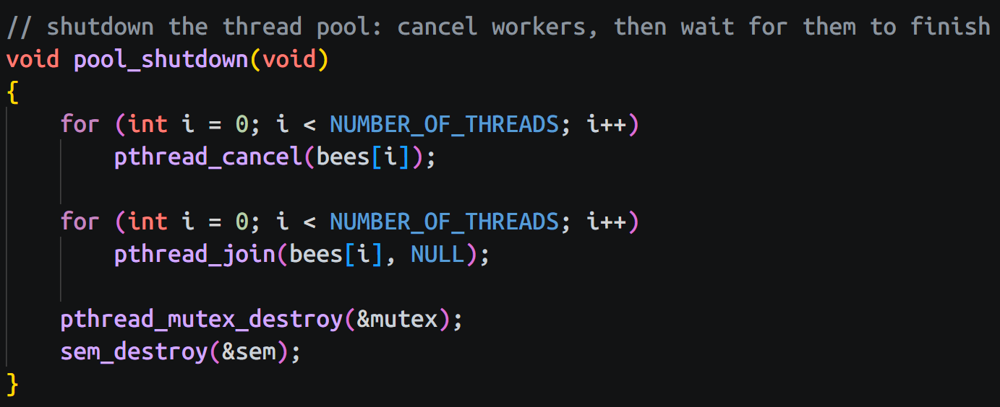 // shutdown the thread pool: cancel workers, then wait for them to finish
void pool_shutdown(void)
{
    for (int i = 0; i < NUMBER_OF_THREADS; i++)
        pthread_cancel(bees[i]);

    for (int i = 0; i < NUMBER_OF_THREADS; i++)
        pthread_join(bees[i], NULL);

    pthread_mutex_destroy(&mutex);
    sem_destroy(&sem);
}